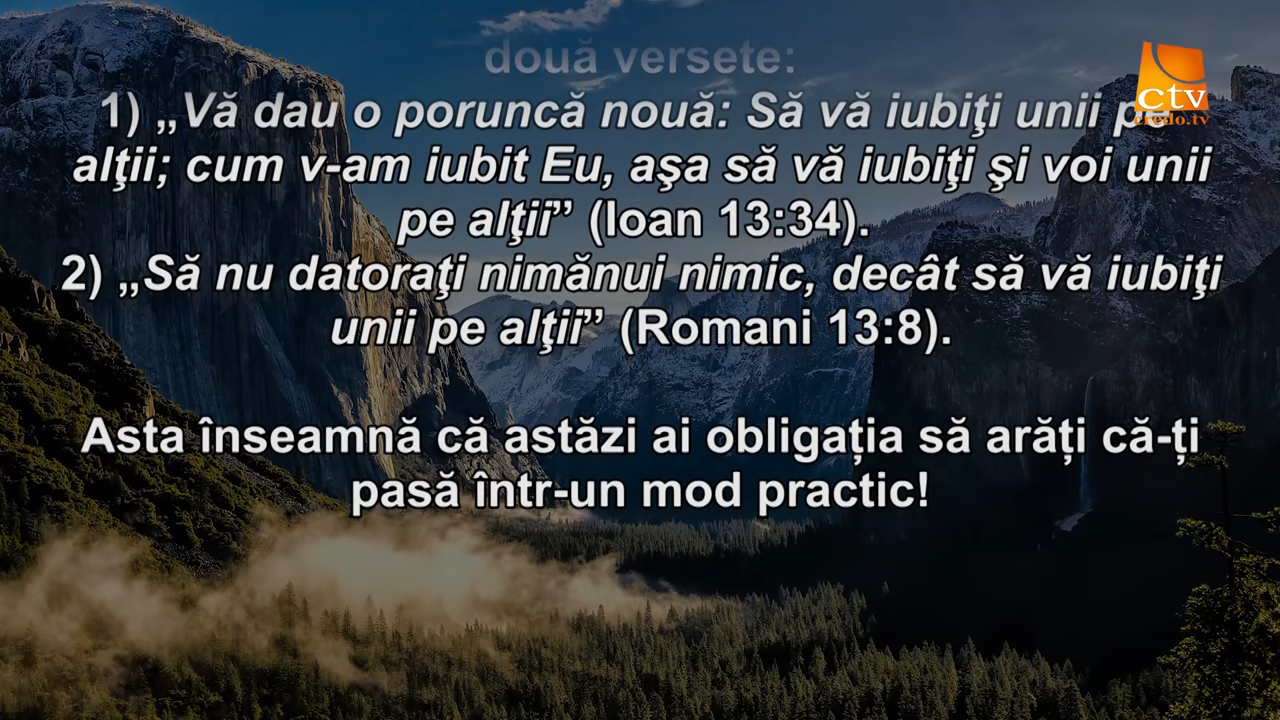 două versete:
1) „Vă dau o poruncă nouă: Să vă iubiţi unii pe
alţii; cum v-am iubit Eu, aşa să vă iubiţi şi voi unii
pe alţii” (Ioan 13:34).
2) „Să nu datoraţi nimănui nimic, decât să vă iubiţi
unii pe alţii” (Romani 13:8).
Asta înseamnă că astăzi ai obligația să arăți că-ți
pasă într-un mod practic!
ctv
credo.tv